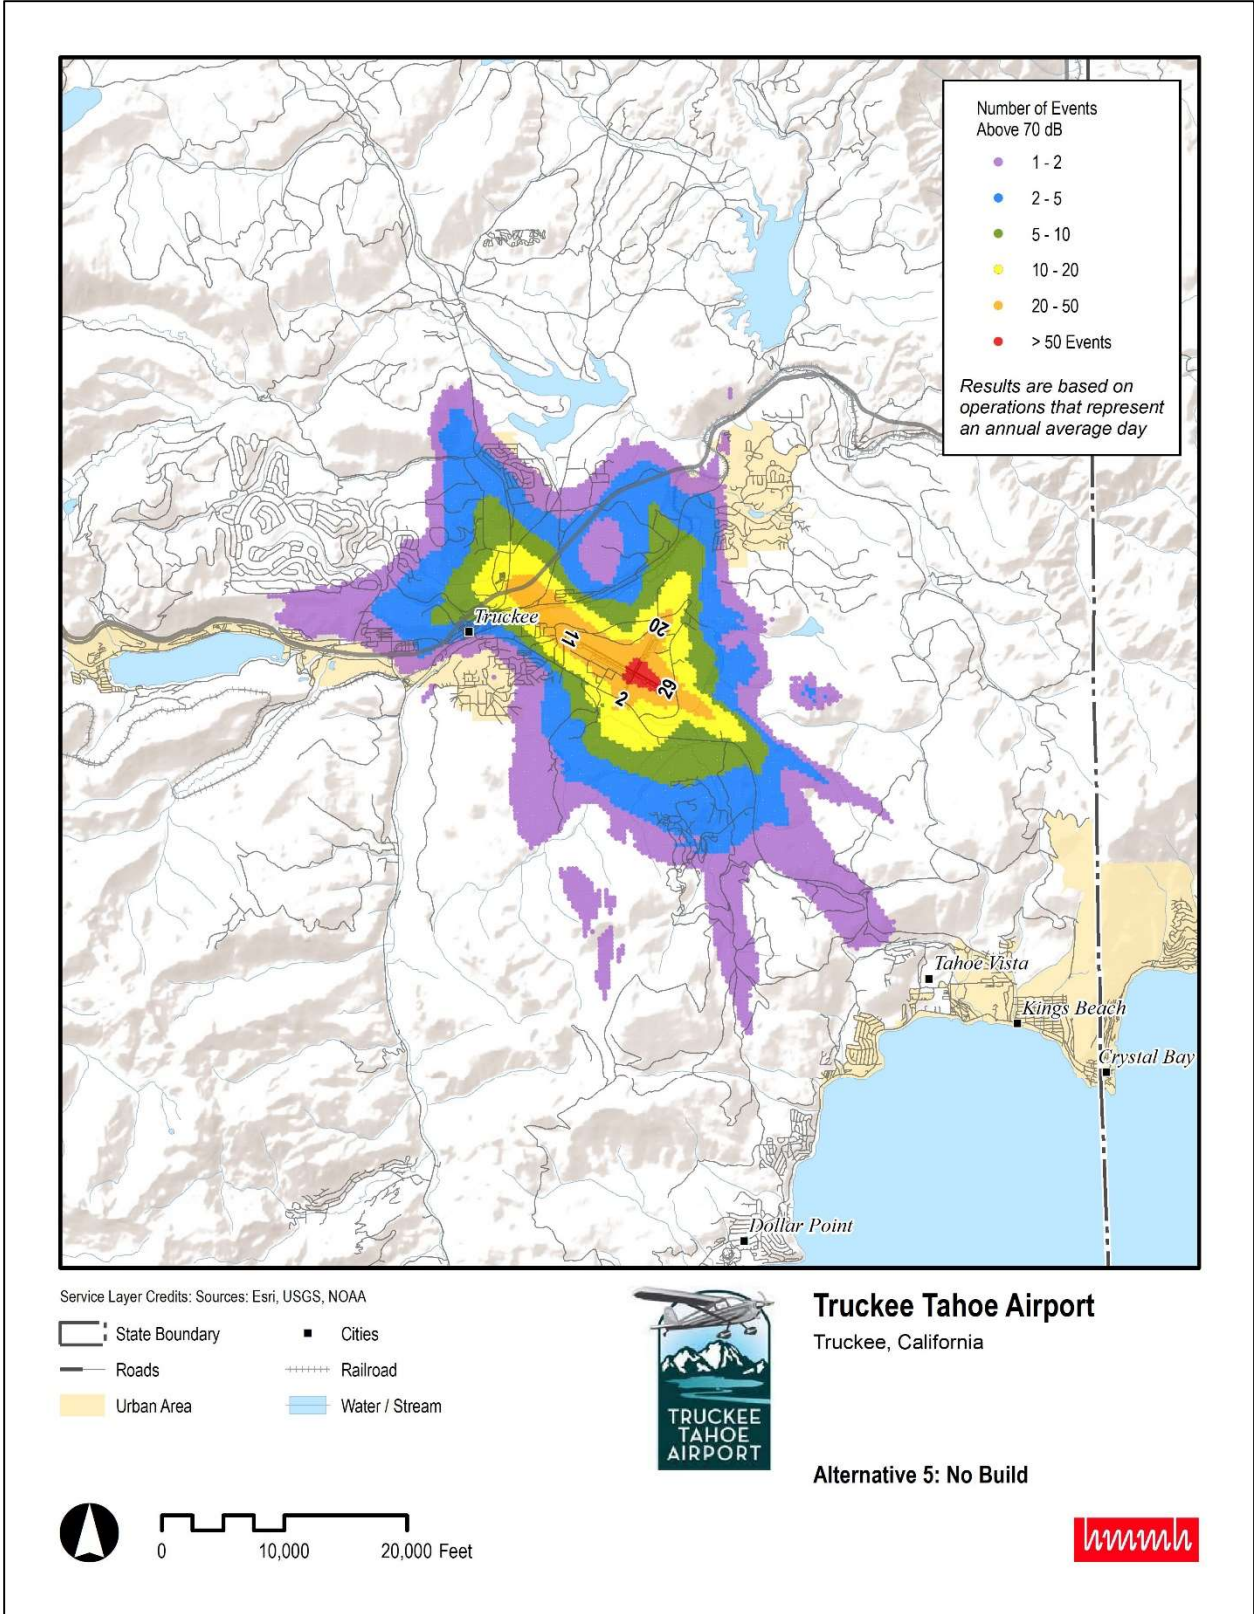 Number of Events
Above 70 dB
1 - 2
2 - 5
5 - 10
10 - 20
20 - 50
> 50 Events
Results are based on
operations that represent
an annual average day
Truckee
11
20
2
29
Tahoe Vista
Kings Beach
Crystal Bay
Dollar Point
Service Layer Credits: Sources: Esri, USGS, NOAA
State Boundary
Cities
Roads
Railroad
Urban Area
Water / Stream
TRUCKEE
TAHOE
AIRPORT
Truckee Tahoe Airport
Truckee, California
Alternative 5: No Build
0
10,000
20,000 Feet
hmmh